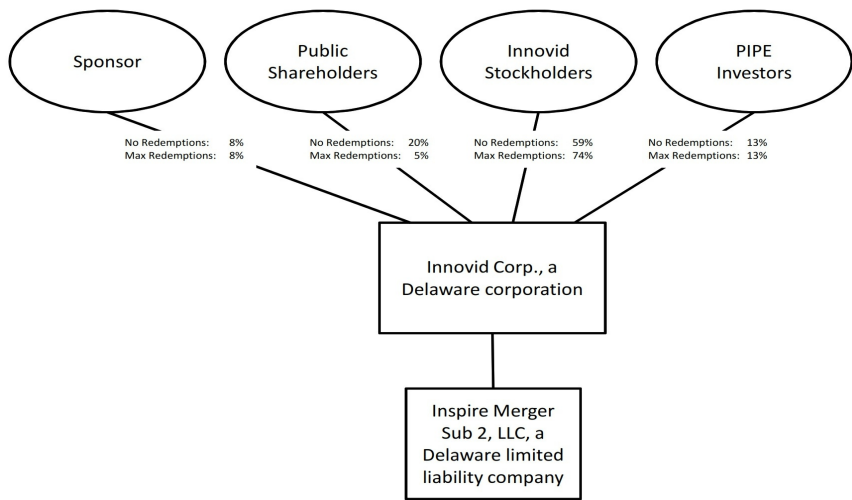 Sponsor
Public
Shareholders
Innovid
Stockholders
PIPE
Investors
No Redemptions: 8%
Max Redemptions: 8%
No Redemptions: 20%
Max Redemptions: 5%
No Redemptions: 59%
Max Redemptions: 74%
No Redemptions: 13%
Max Redemptions: 13%
Innovid Corp., a
Delaware corporation
Inspire Merger
Sub 2, LLC, a
Delaware limited
liability company